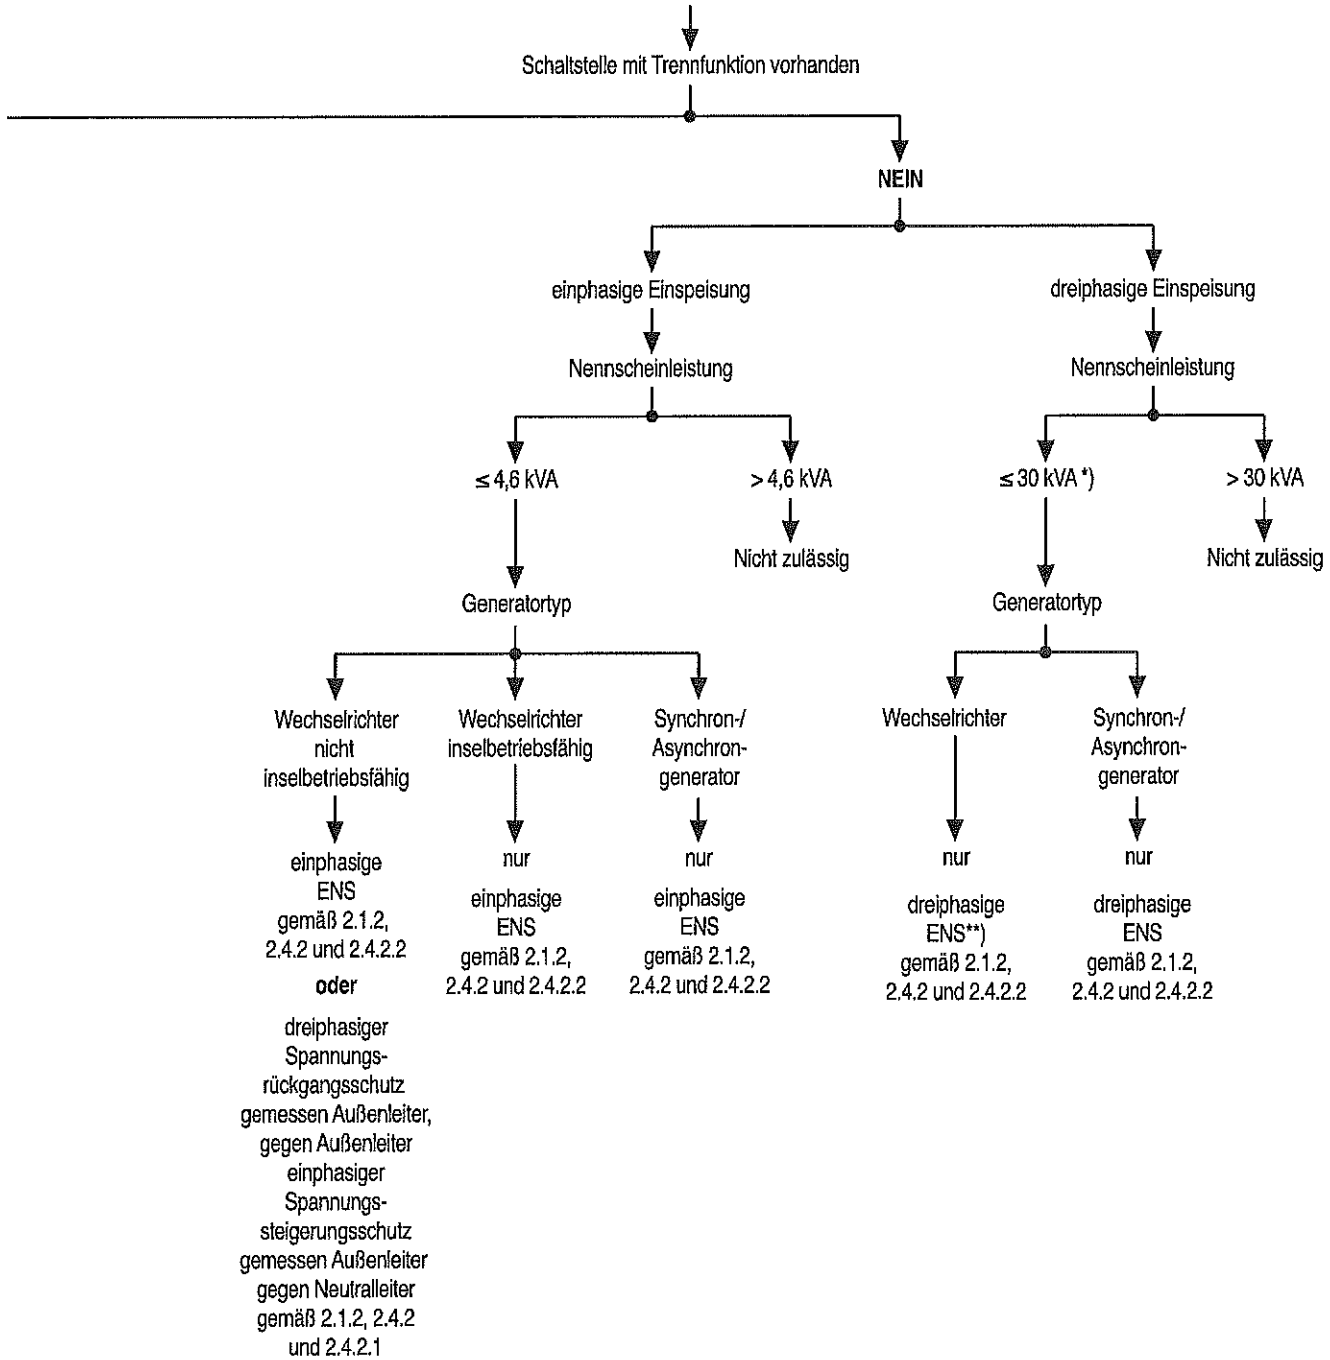 Schaltstelle mit Trennfunktion vorhanden
NEIN
einphasige Einspeisung
dreiphasige Einspeisung
Nennscheinleistung
Nennscheinleistung
≤ 4,6 kVA
> 4,6 kVA
≤ 30 kVA *)
> 30 kVA
Nicht zulässig
Nicht zulässig
Generatortyp
Generatortyp
Wechselrichter
nicht
inselbetriebsfähig
Wechselrichter
inselbetriebsfähig
Synchron-/
Asynchron-
generator
Wechselrichter
Synchron-/
Asynchron-
generator
einphasige
ENS
gemäß 2.1.2,
2.4.2 und 2.4.2.2
oder
dreiphasiger
Spannungs-
rückgangsschutz
gemessen Außenleiter,
gegen Außenleiter
einphasiger
Spannungs-
steigerungsschutz
gemessen Außenleiter
gegen Neutralleiter
gemäß 2.1.2, 2.4.2
und 2.4.2.1
nur
einphasige
ENS
gemäß 2.1.2,
2.4.2 und 2.4.2.2
nur
einphasige
ENS
gemäß 2.1.2,
2.4.2 und 2.4.2.2
nur
dreiphasige
ENS**)
gemäß 2.1.2,
2.4.2 und 2.4.2.2
nur
dreiphasige
ENS
gemäß 2.1.2,
2.4.2 und 2.4.2.2